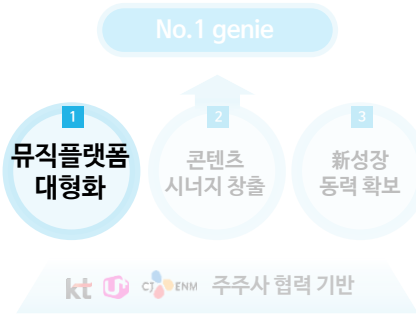 No.1 genie
1
2
3
뮤직플랫폼
대형화
콘텐츠
시너지 창출
新성장
동력 확보
kt U+ CJ ENM 주주사 협력 기반